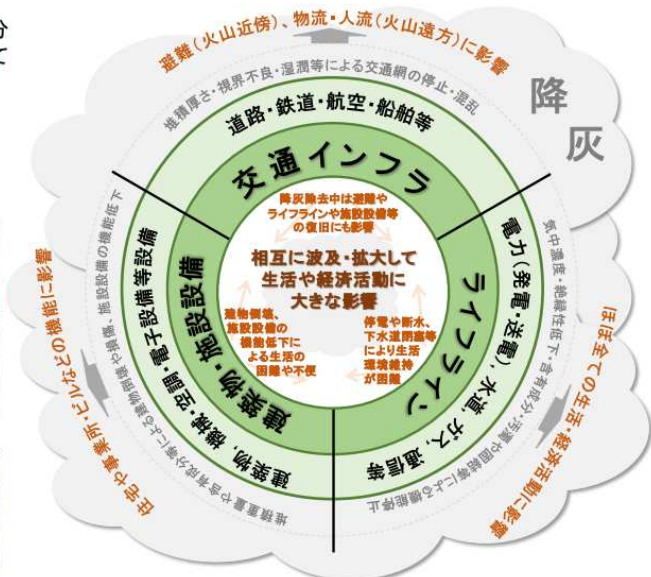 避難(火山近傍)、物流・人流(火山遠方)に影響
堆積厚さ・視界不良・湿潤等による交通網の停止・混乱
道路・鉄道・航空・船舶等
交通インフラ
降灰
降灰除去中は避難や
ライフラインや施設設備等
の復旧にも影響
相互に波及・拡大して
生活や経済活動に
大きな影響
建物倒壊、
施設設備の
機能低下に
よる生活の
困難や不便
停電や断水、
下水道閉塞等
により生活
環境維持
が困難
ライフライン
電力(発電・送電)、水道、ガス、通信等
気中濃度・絶縁性低下・含有成分・汚濁や固結等による機能停止
ほぼ全ての生活・経済活動に影響
建築物・施設設備
建築物、機械・空調・電子設備等設備
堆積重量や含有成分等による建物倒壊や損傷、施設設備の機能低下
住宅や事業所・ビルなどの機能に影響